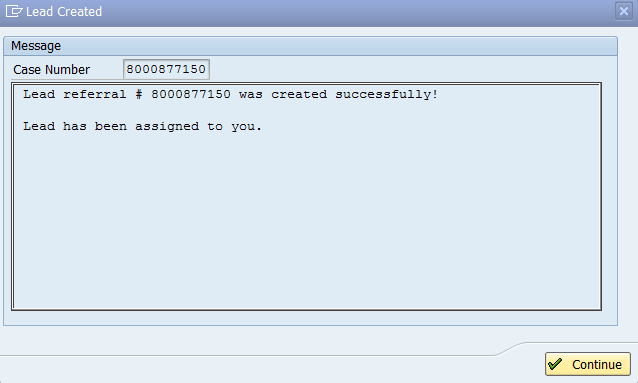 Lead Created
Message
Case Number 8000877150
Lead referral # 8000877150 was created successfully!
Lead has been assigned to you.
Continue